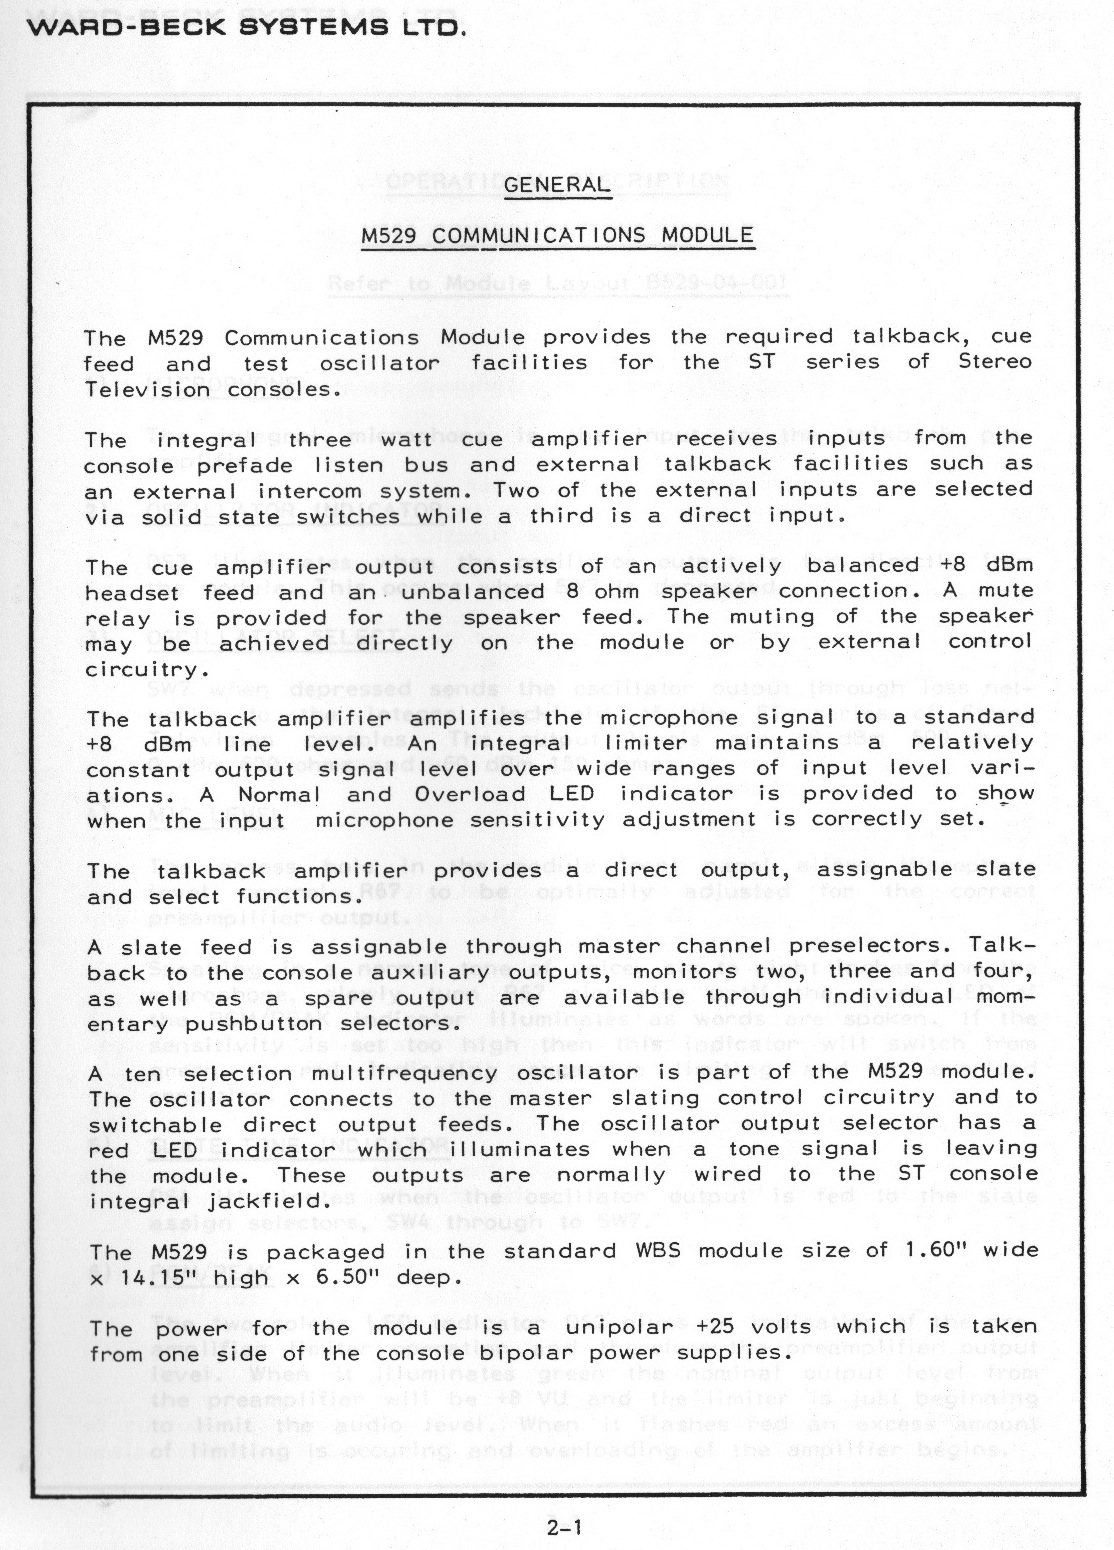 WARD-BECK SYSTEMS LTD.
GENERAL
M529 COMMUNICATIONS MODULE
The M529 Communications Module provides the required talkback, cue
feed and test oscillator facilities for the ST series of Stereo
Television consoles.
The integral three watt cue amplifier receives inputs from the
console prefade listen bus and external talkback facilities such as
an external intercom system. Two of the external inputs are selected
via solid state switches while a third is a direct input.
The cue amplifier output consists of an actively balanced +8 dBm
headset feed and an unbalanced 8 ohm speaker connection. A mute
relay is provided for the speaker feed. The muting of the speaker
may be achieved directly on the module or by external control
circuitry.
The talkback amplifier amplifies the microphone signal to a standard
+8 dBm line level. An integral limiter maintains a relatively
constant output signal level over wide ranges of input level vari-
ations. A Normal and Overload LED indicator is provided to show
when the input microphone sensitivity adjustment is correctly set.
The talkback amplifier provides a direct output, assignable slate
and select functions.
A slate feed is assignable through master channel preselectors. Talk-
back to the console auxiliary outputs, monitors two, three and four,
as well as a spare output are available through individual mom-
entary pushbutton selectors.
A ten selection multifrequency oscillator is part of the M529 module.
The oscillator connects to the master slating control circuitry and to
switchable direct output feeds. The oscillator output selector has a
red LED indicator which illuminates when a tone signal is leaving
the module. These outputs are normally wired to the ST console
integral jackfield.
The M529 is packaged in the standard WBS module size of 1.60" wide
x 14.15" high x 6.50" deep.
The power for the module is a unipolar +25 volts which is taken
from one side of the console bipolar power supplies.
2-1